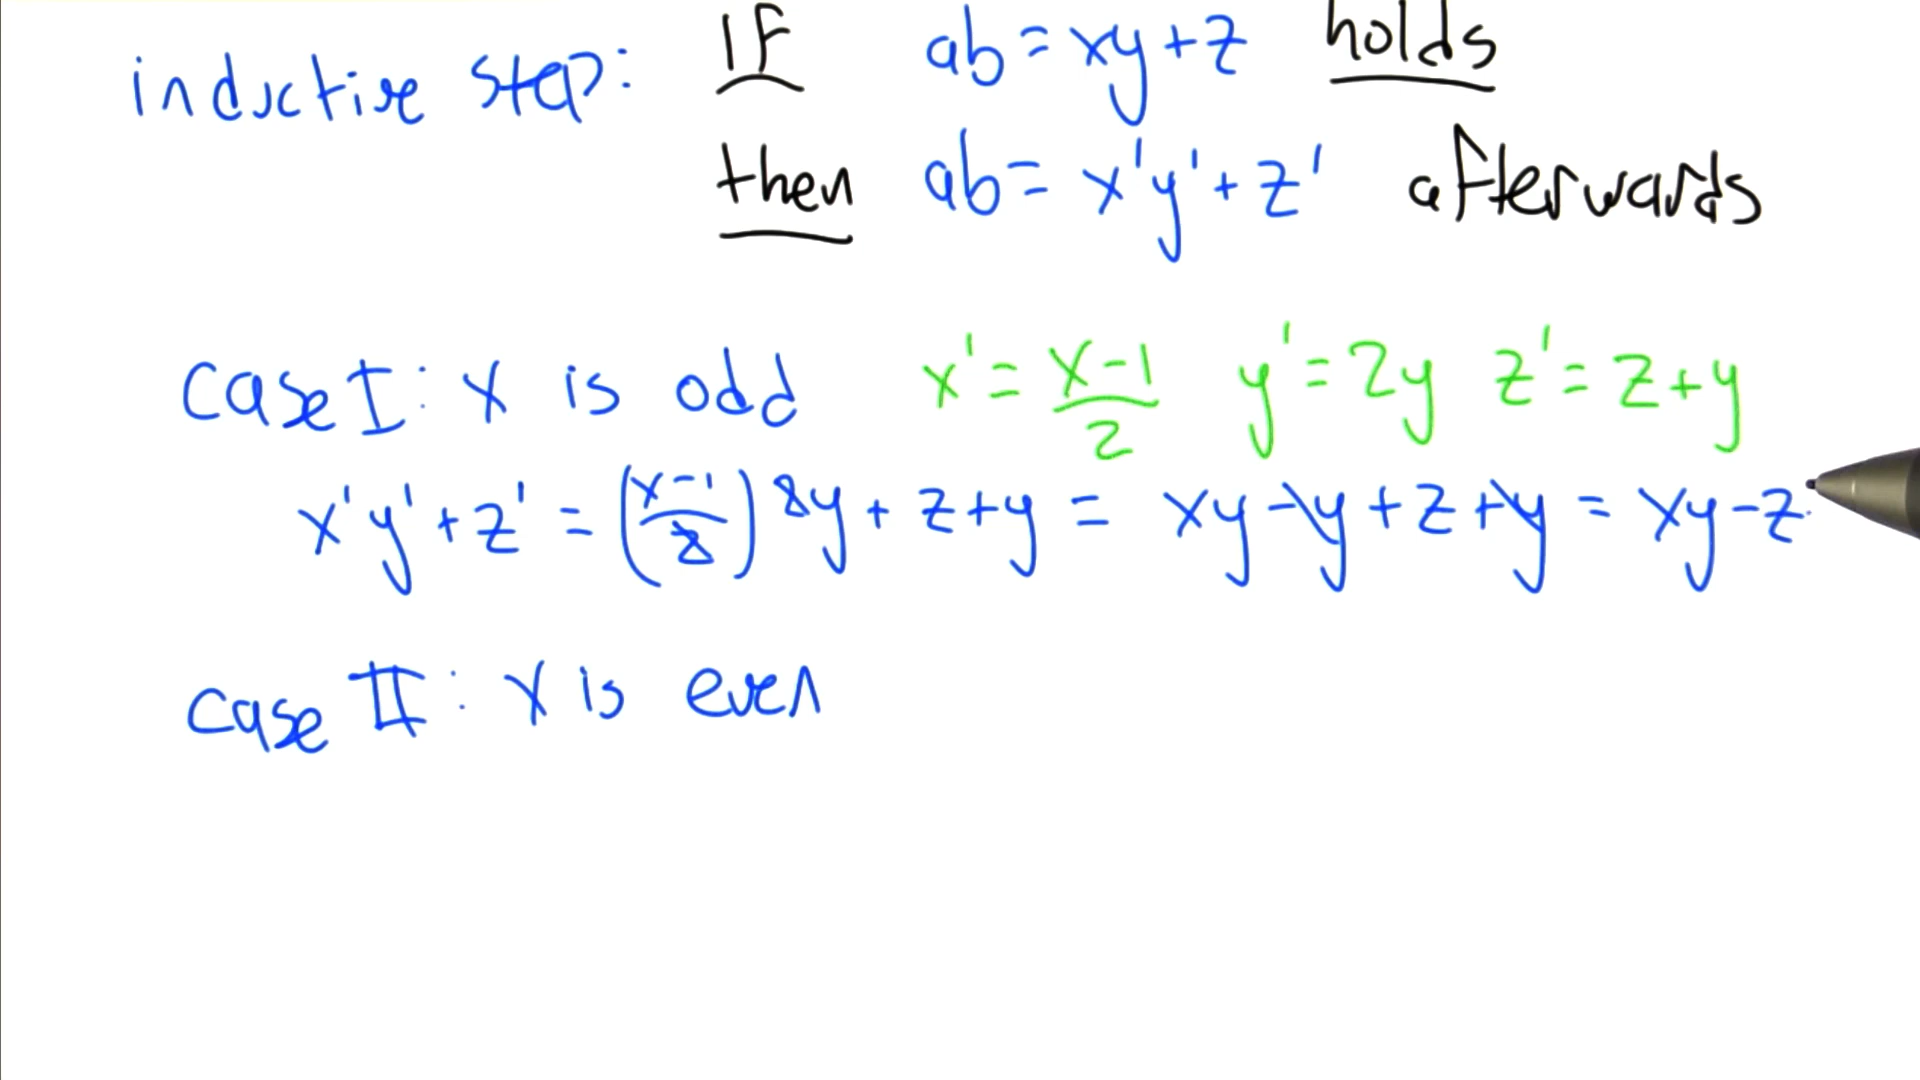 inductive step: IF ab = xy + z holds
then ab = x'y' + z' afterwards
case I: x is odd x' = (x-1)/2 y' = 2y z' = z + y
x'y' + z' = ((x-1)/2) 2y + z + y = xy - y + z + y = xy - z
case II: x is even